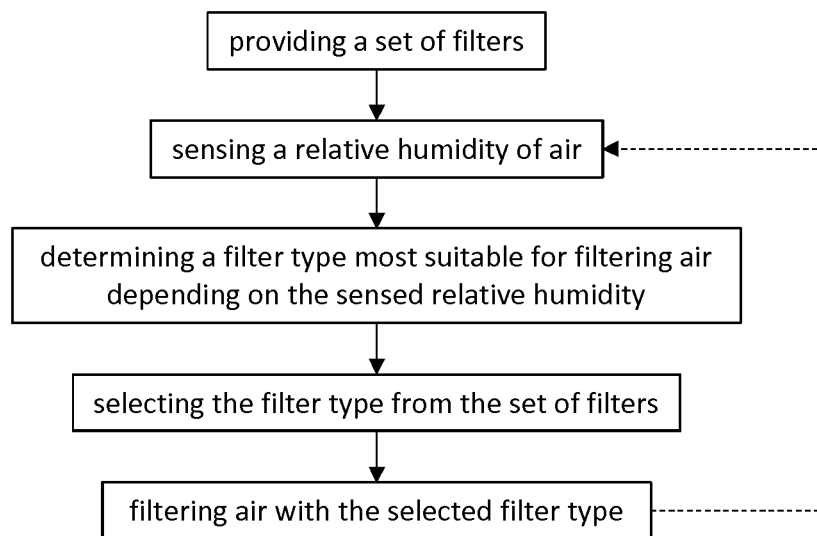 providing a set of filters
sensing a relative humidity of air
determining a filter type most suitable for filtering air
depending on the sensed relative humidity
selecting the filter type from the set of filters
filtering air with the selected filter type